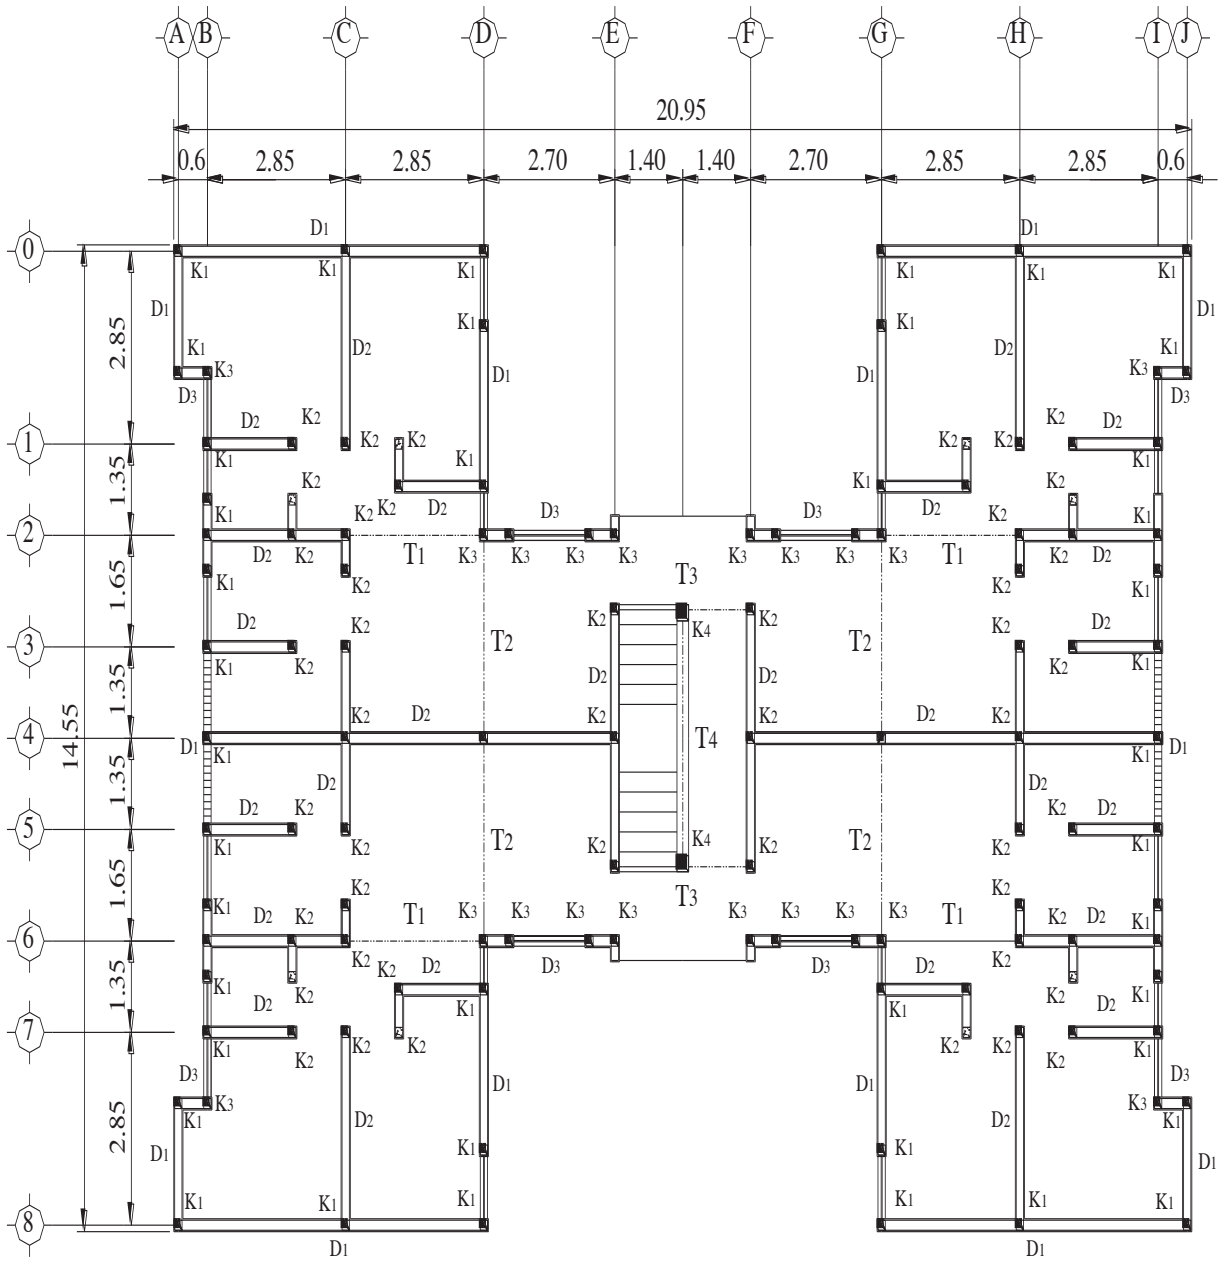 A B C D E F G H I J
20.95
0.6 2.85 2.85 2.70 1.40 1.40 2.70 2.85 2.85 0.6
D1 D1
0
K1 K1 K1 K1 K1 K1
D1 D1
K1 K1
2.85
K1 D2 D2 K1
K3 D1 D1 K3
D3 D3
D2 K2 K2 D2
1 K2 K2 K2 K2
K1 K1 K1 K1
1.35
K2 K2 D2 D2 K2
K1 K2 D3 D3 K2 K1
2
D2 K2 T1 K3 K3 K3 K3 K3 K3 K3 K3 T1 K2 D2
T3
K1 K2 K2 K1
1.65
D2 K2 K2 K4 K2 K2 D2
3 T2 T2
K1 K2 K2 K1
D2 D2
1.35
K2 D2 K2 K2 D2 K2
4 T4
14.55
D1 K1 K1 D1
D2 D2
1.35
D2 K2 K2 D2
5 T2 T2
K1 K2 K2 K4 K2 K2 K1
1.65
K2 T3 K2
K1 D2 K2 T1 K3 K3 K3 K3 K3 K3 K3 K3 T1 K2 D2 K1
6
K2 D3 D3 K2
K1 K2 K2 D2 D2 K2 K1
1.35
D2 K1 K1 D2
7
K1 K2 K2 K2 K2 K2 K2 K1
D3 D1 D1 D3
K3 K3
K1 K1
2.85
D2 D2
D1 K1 K1 D1
K1 K1 K1 K1 K1 K1
8
D1 D1